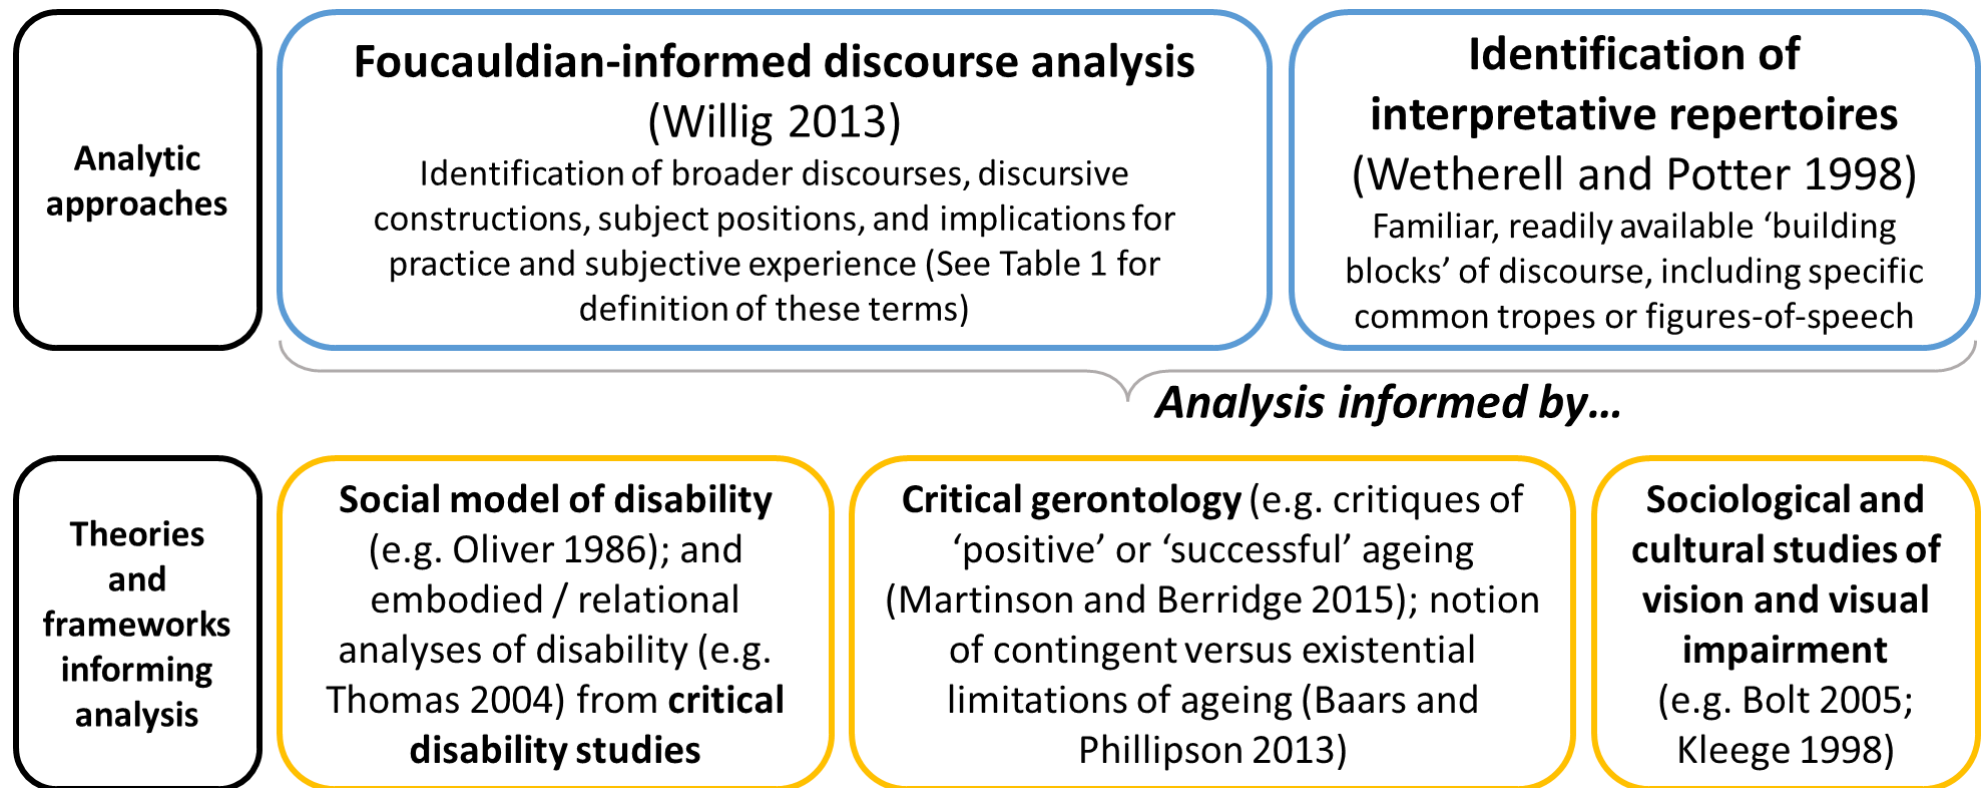 Analytic
approaches
Foucauldian-informed discourse analysis
(Willig 2013)
Identification of broader discourses, discursive
constructions, subject positions, and implications for
practice and subjective experience (See Table 1 for
definition of these terms)
Identification of
interpretative repertoires
(Wetherell and Potter 1998)
Familiar, readily available ‘building
blocks’ of discourse, including specific
common tropes or figures-of-speech
Analysis informed by…
Theories
and
frameworks
informing
analysis
Social model of disability
(e.g. Oliver 1986); and
embodied / relational
analyses of disability (e.g.
Thomas 2004) from critical
disability studies
Critical gerontology (e.g. critiques of
‘positive’ or ‘successful’ ageing
(Martinson and Berridge 2015); notion
of contingent versus existential
limitations of ageing (Baars and
Phillipson 2013)
Sociological and
cultural studies of
vision and visual
impairment
(e.g. Bolt 2005;
Kleege 1998)